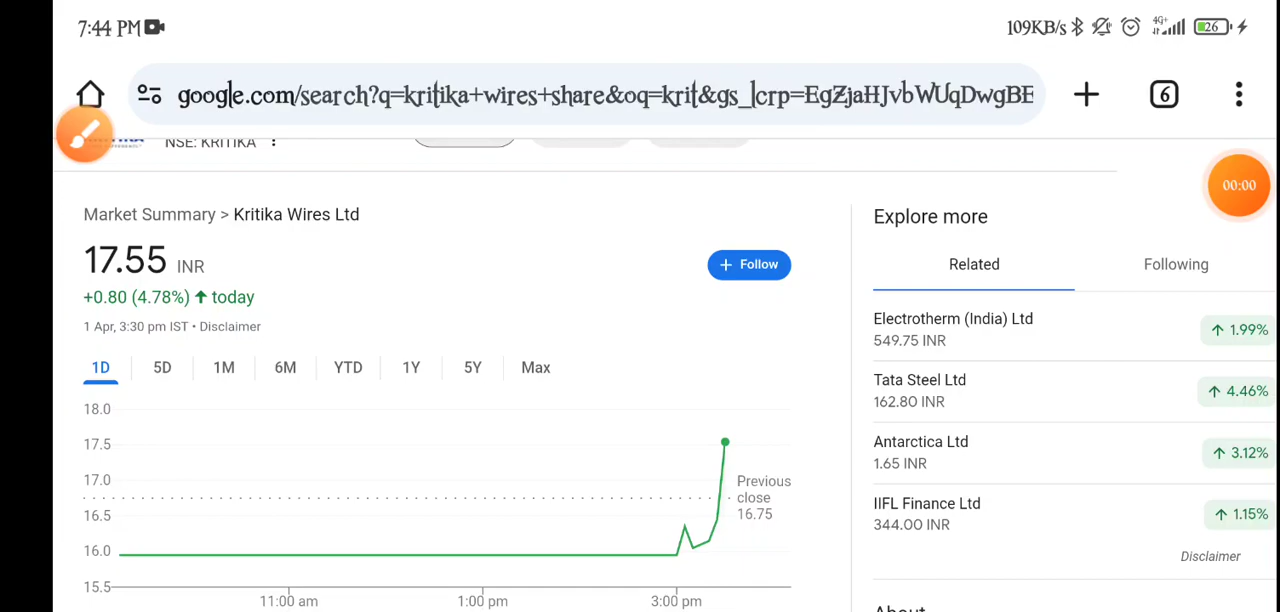 7:44 PM
109KB/s 4G+ 26
google.com/search?q=kritika+wires+share&oq=krit&gs_lcrp=EgZjaHJvbWUqDwgBE
6
NSE: KRITIKA
00:00
Market Summary > Kritika Wires Ltd
17.55 INR
+ Follow
+0.80 (4.78%) ↑ today
1 Apr, 3:30 pm IST • Disclaimer
1D 5D 1M 6M YTD 1Y 5Y Max
18.0
17.5
17.0
16.5
16.0
15.5
Previous
close
16.75
11:00 am 1:00 pm 3:00 pm
Explore more
Related Following
Electrotherm (India) Ltd
549.75 INR
↑ 1.99%
Tata Steel Ltd
162.80 INR
↑ 4.46%
Antarctica Ltd
1.65 INR
↑ 3.12%
IIFL Finance Ltd
344.00 INR
↑ 1.15%
Disclaimer
About